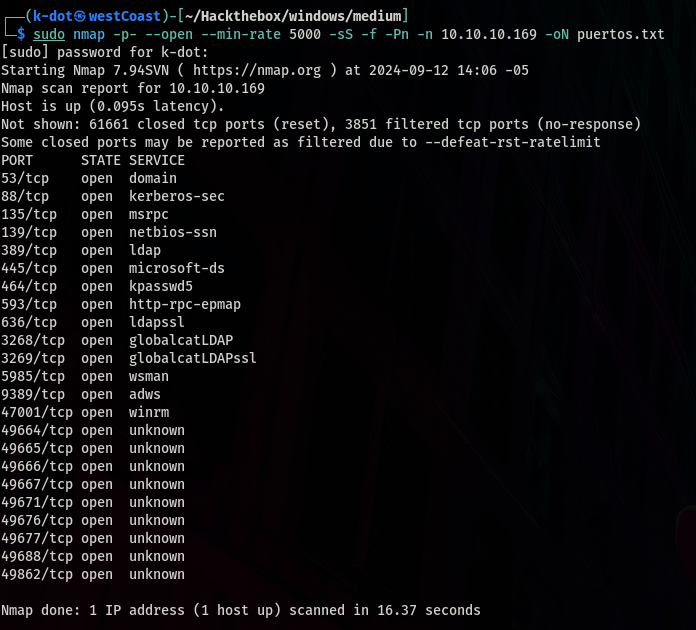 ┌──(k-dot㉿westCoast)-[~/Hackthebox/windows/medium]
└─$ sudo nmap -p- --open --min-rate 5000 -sS -f -Pn -n 10.10.10.169 -oN puertos.txt
[sudo] password for k-dot:
Starting Nmap 7.94SVN ( https://nmap.org ) at 2024-09-12 14:06 -05
Nmap scan report for 10.10.10.169
Host is up (0.095s latency).
Not shown: 61661 closed tcp ports (reset), 3851 filtered tcp ports (no-response)
Some closed ports may be reported as filtered due to --defeat-rst-ratelimit
PORT      STATE SERVICE
53/tcp    open  domain
88/tcp    open  kerberos-sec
135/tcp   open  msrpc
139/tcp   open  netbios-ssn
389/tcp   open  ldap
445/tcp   open  microsoft-ds
464/tcp   open  kpasswd5
593/tcp   open  http-rpc-epmap
636/tcp   open  ldapssl
3268/tcp  open  globalcatLDAP
3269/tcp  open  globalcatLDAPssl
5985/tcp  open  wsman
9389/tcp  open  adws
47001/tcp open  winrm
49664/tcp open  unknown
49665/tcp open  unknown
49666/tcp open  unknown
49667/tcp open  unknown
49671/tcp open  unknown
49676/tcp open  unknown
49677/tcp open  unknown
49688/tcp open  unknown
49862/tcp open  unknown
Nmap done: 1 IP address (1 host up) scanned in 16.37 seconds